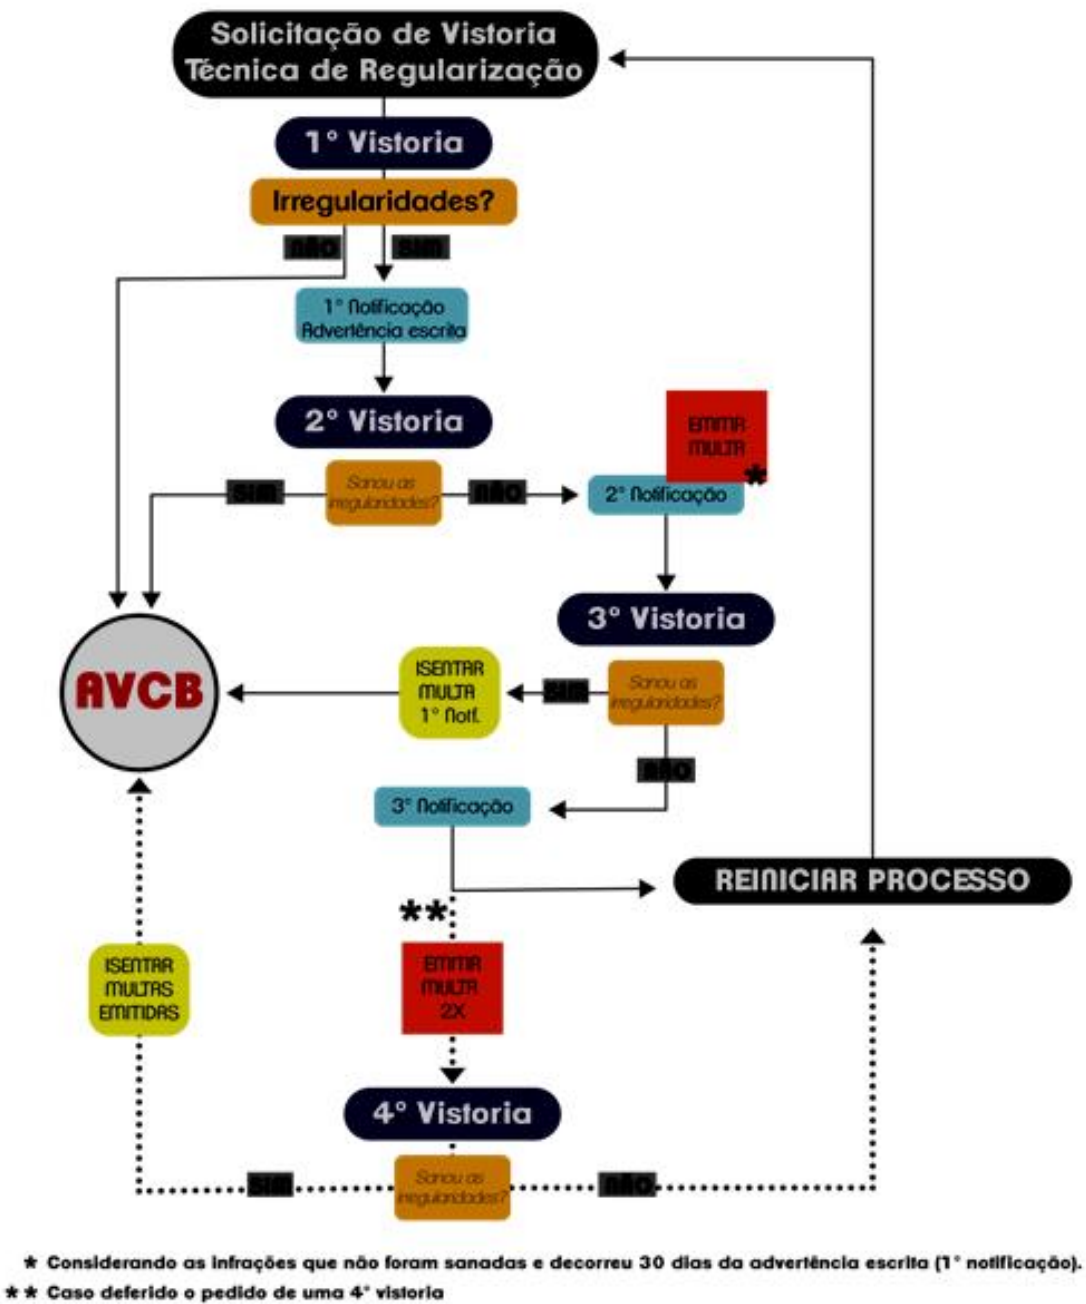 Solicitação de Vistoria
Técnica de Regularização
1° Vistoria
Irregularidades?
NÃO
SIM
1° Notificação
Advertência escrita
2° Vistoria
EMITIR
MULTA
*
SIM
Sanou as
irregularidades?
NÃO
2° Notificação
3° Vistoria
AVCB
ISENTAR
MULTA
1° Notf.
SIM
Sanou as
irregularidades?
NÃO
3° Notificação
REINICIAR PROCESSO
**
ISENTAR
MULTAS
EMITIDAS
EMITIR
MULTA
2X
4° Vistoria
SIM
Sanou as
irregularidades?
NÃO
* Considerando as infrações que não foram sanadas e decorreu 30 dias da advertência escrita (1° notificação).
** Caso deferido o pedido de uma 4° vistoria